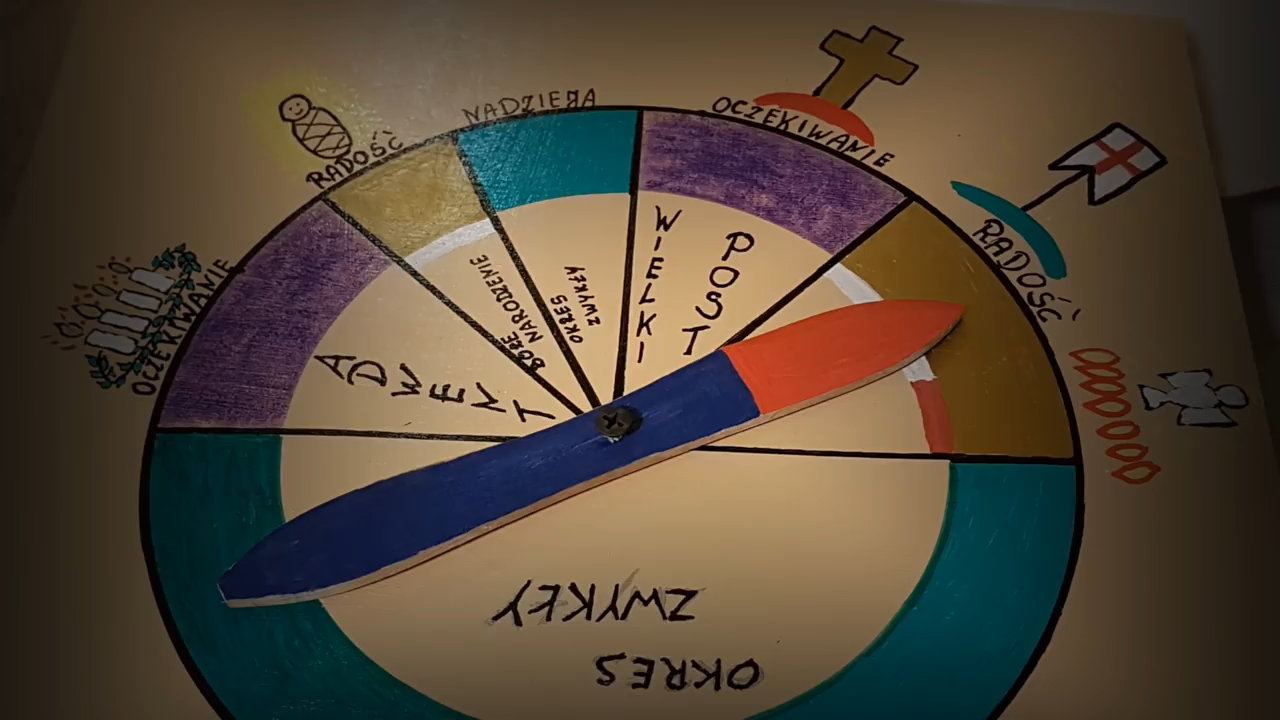 OCZEKIWANIE
RADOŚĆ
NADZIEJA
OCZEKIWANIE
RADOŚĆ
ADWENT
BOŻE
NARODZENIE
OKRES
ZWYKŁY
WIELKI
POST
OKRES
ZWYKŁY